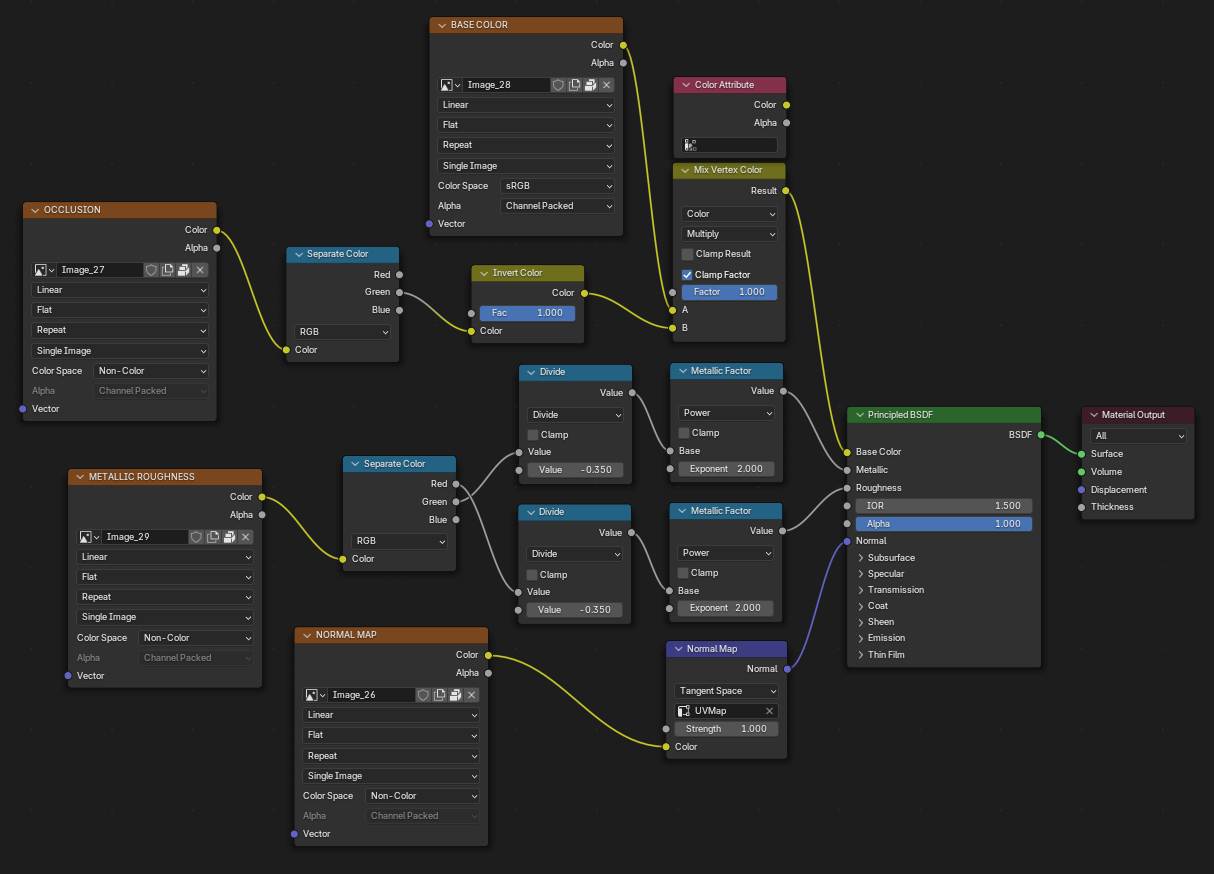 BASE COLOR
Color
Alpha
Image_28
Linear
Flat
Repeat
Single Image
Color Space sRGB
Alpha Channel Packed
Vector
Color Attribute
Color
Alpha
Mix Vertex Color
Result
Color
Multiply
Clamp Result
Clamp Factor
Factor 1.000
A
B
OCCLUSION
Color
Alpha
Image_27
Linear
Flat
Repeat
Single Image
Color Space Non-Color
Alpha Channel Packed
Vector
Separate Color
Red
Green
Blue
RGB
Color
Invert Color
Color
Fac 1.000
Color
Divide
Value
Divide
Clamp
Value
Value -0.350
Metallic Factor
Value
Power
Clamp
Base
Exponent 2.000
Principled BSDF
BSDF
Base Color
Metallic
Roughness
IOR 1.500
Alpha 1.000
Normal
Subsurface
Specular
Transmission
Coat
Sheen
Emission
Thin Film
Material Output
All
Surface
Volume
Displacement
Thickness
METALLIC ROUGHNESS
Color
Alpha
Image_29
Linear
Flat
Repeat
Single Image
Color Space Non-Color
Alpha Channel Packed
Vector
Separate Color
Red
Green
Blue
RGB
Color
Divide
Value
Divide
Clamp
Value
Value -0.350
Metallic Factor
Value
Power
Clamp
Base
Exponent 2.000
NORMAL MAP
Color
Alpha
Image_26
Linear
Flat
Repeat
Single Image
Color Space Non-Color
Alpha Channel Packed
Vector
Normal Map
Normal
Tangent Space
UVMap
Strength 1.000
Color